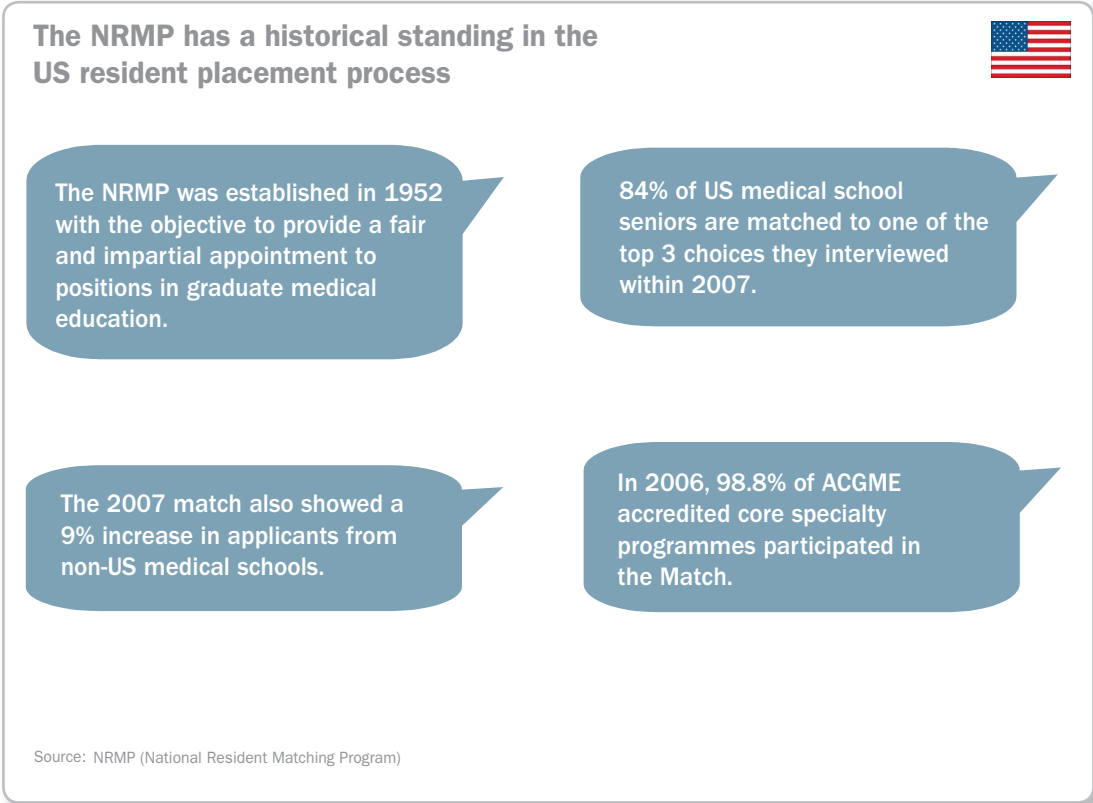 The NRMP has a historical standing in the
US resident placement process
The NRMP was established in 1952
with the objective to provide a fair
and impartial appointment to
positions in graduate medical
education.
84% of US medical school
seniors are matched to one of the
top 3 choices they interviewed
within 2007.
The 2007 match also showed a
9% increase in applicants from
non-US medical schools.
In 2006, 98.8% of ACGME
accredited core specialty
programmes participated in
the Match.
Source: NRMP (National Resident Matching Program)